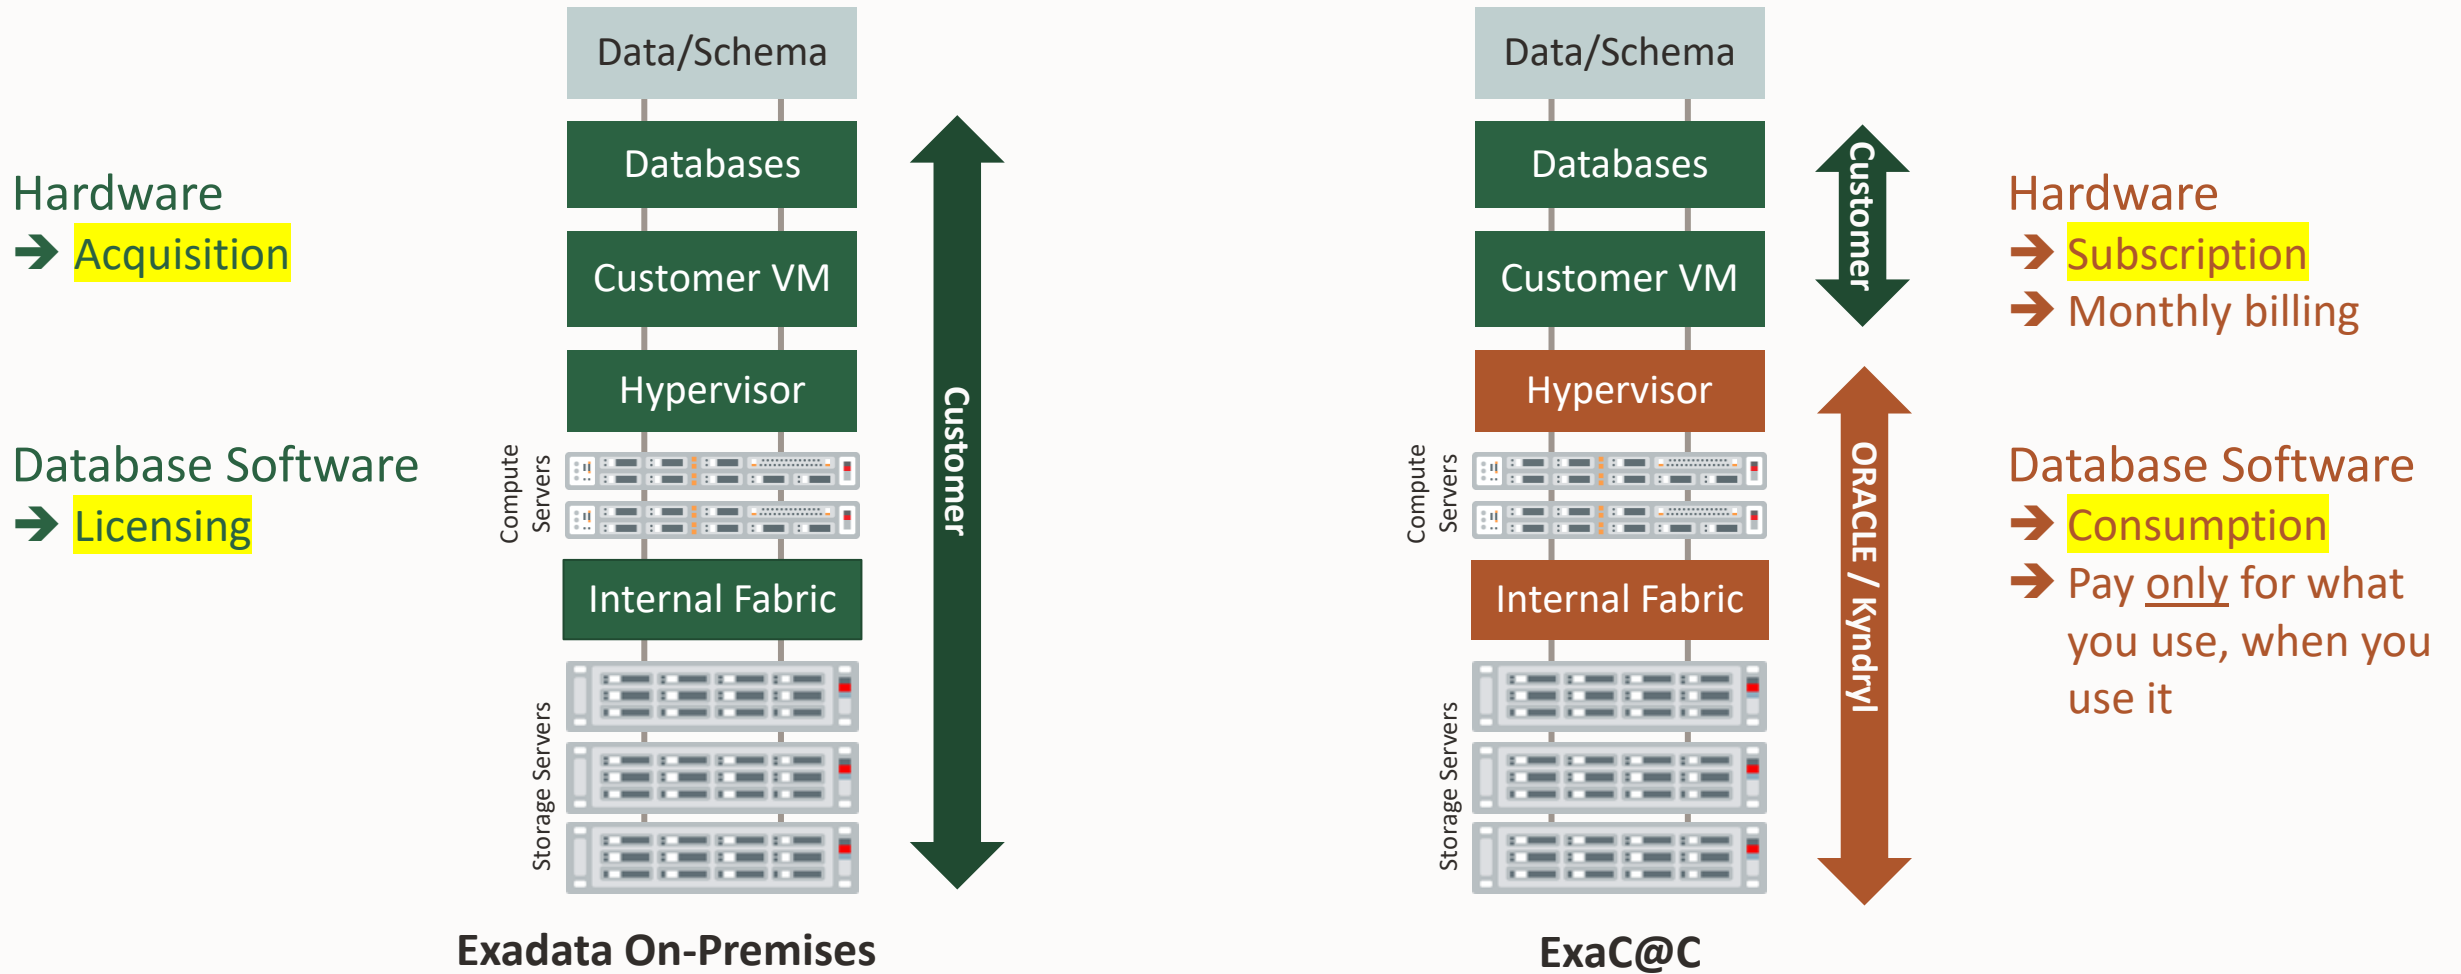 Hardware
➔ Acquisition
Database Software
➔ Licensing
Data/Schema
Databases
Customer VM
Hypervisor
Compute
Servers
Internal Fabric
Storage Servers
Customer
Exadata On-Premises
Data/Schema
Databases
Customer VM
Hypervisor
Compute
Servers
Internal Fabric
Storage Servers
Customer
ORACLE / Kyndryl
ExaC@C
Hardware
➔ Subscription
➔ Monthly billing
Database Software
➔ Consumption
➔ Pay only for what
you use, when you
use it